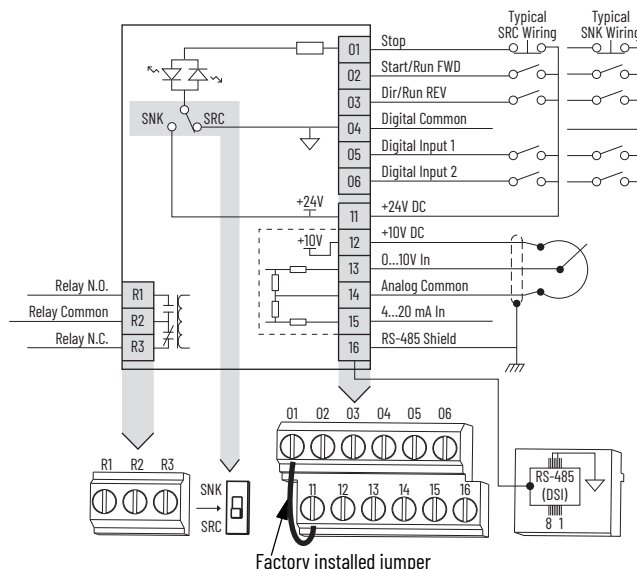 Typical
SRC Wiring
Typical
SNK Wiring
01 Stop
02 Start/Run FWD
03 Dir/Run REV
SNK SRC
04 Digital Common
05 Digital Input 1
06 Digital Input 2
+24V 11 +24V DC
+10V 12 +10V DC
13 0...10V In
14 Analog Common
15 4...20 mA In
16 RS-485 Shield
Relay N.O. R1
Relay Common R2
Relay N.C. R3
R1 R2 R3
SNK
SRC
01 02 03 04 05 06
11 12 13 14 15 16
RS-485
(DSI)
8 1
Factory installed jumper